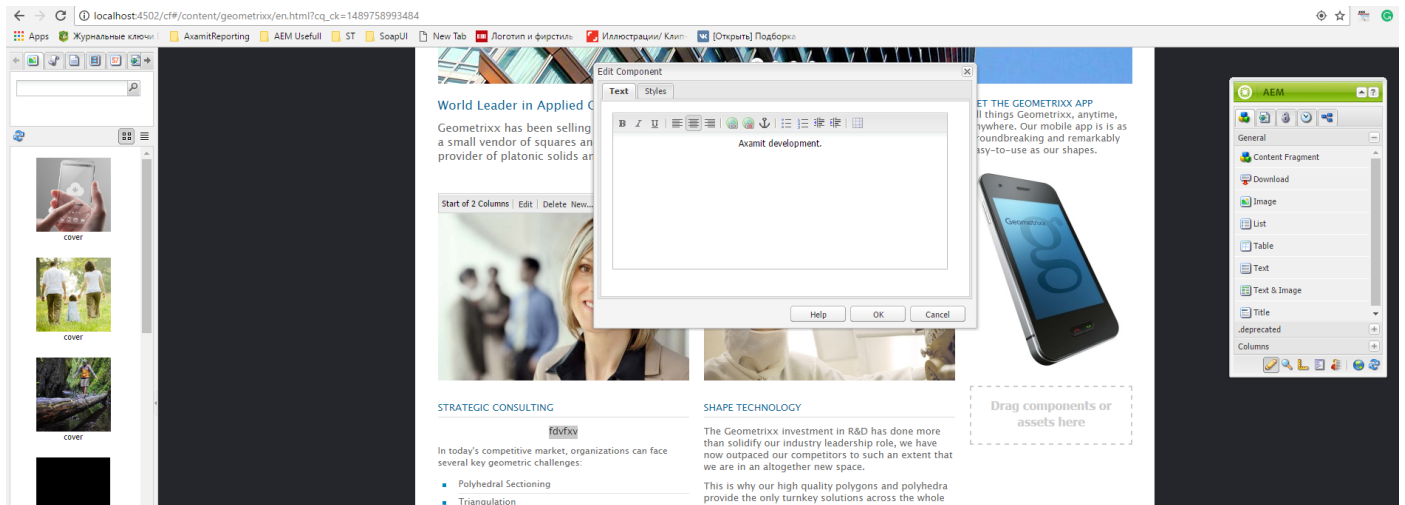 localhost:4502/cf#/content/geometrixx/en.html?cq_ck=1489758993484
Apps
Журнальные ключи
AxamitReporting
AEM Usefull
ST
SoapUI
New Tab
Логотип и фирстиль
Иллюстрации/ Клип
[Открыть] Подборка
World Leader in Applied
Geometrixx has been selling
a small vendor of squares an
provider of platonic solids ar
Start of 2 Columns
Edit
Delete
New...
Edit Component
Text
Styles
B I U
Axamit development.
Help
OK
Cancel
ET THE GEOMETRIXX APP
ll things Geometrixx, anytime,
nywhere. Our mobile app is is as
roundbreaking and remarkably
asy-to-use as our shapes.
Geometrixx
g
AEM
?
General
Content Fragment
Download
Image
List
Table
Text
Text & Image
Title
.deprecated
Columns
cover
cover
cover
STRATEGIC CONSULTING
fdvfxv
In today's competitive market, organizations can face
several key geometric challenges:
Polyhedral Sectioning
Triangulation
SHAPE TECHNOLOGY
The Geometrixx investment in R&D has done more
than solidify our industry leadership role, we have
now outpaced our competitors to such an extent that
we are in an altogether new space.
This is why our high quality polygons and polyhedra
provide the only turnkey solutions across the whole
Drag components or
assets here